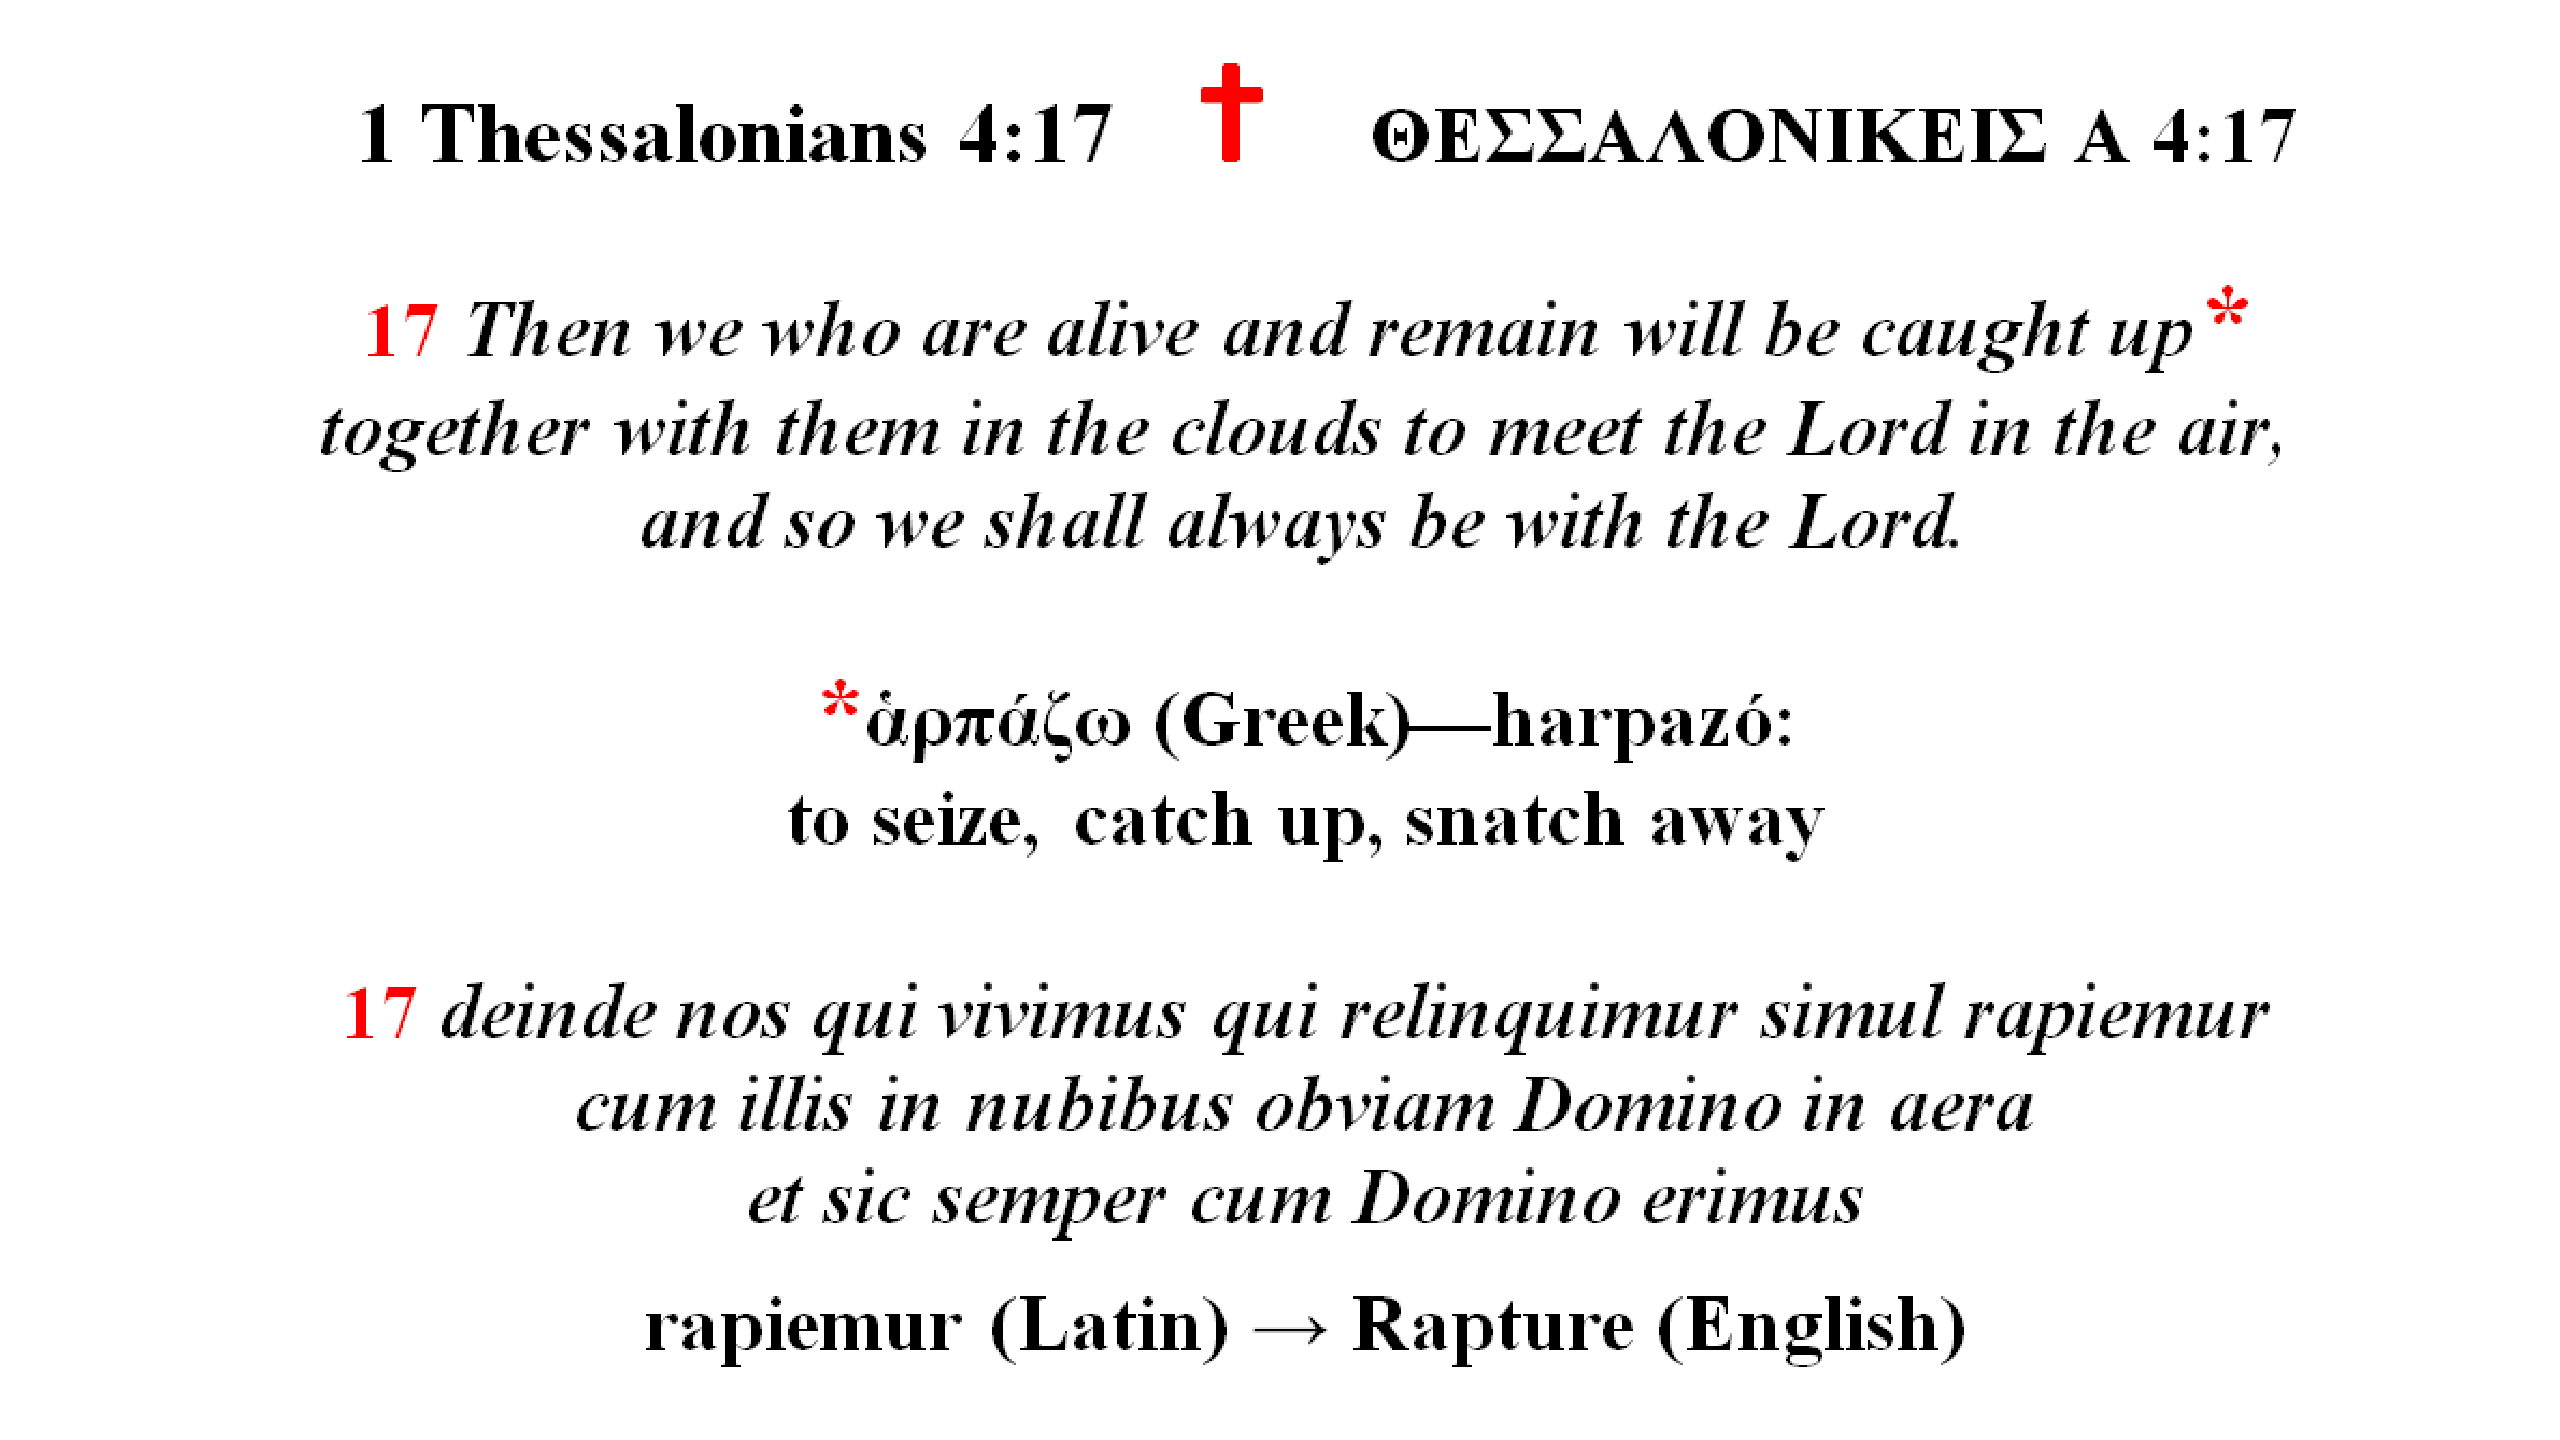 1 Thessalonians 4:17 ΘΕΣΣΑΛΟΝΙΚΕΙΣ Α 4:17
17 Then we who are alive and remain will be caught up*
together with them in the clouds to meet the Lord in the air,
and so we shall always be with the Lord.
*ἁρπάζω (Greek)—harpazó:
to seize, catch up, snatch away
17 deinde nos qui vivimus qui relinquimur simul rapiemur
cum illis in nubibus obviam Domino in aera
et sic semper cum Domino erimus
rapiemur (Latin) → Rapture (English)